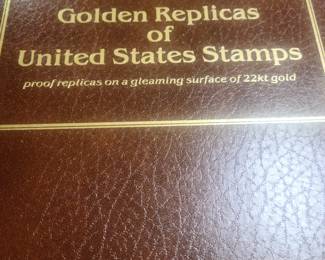 Golden Replicas
of
United States Stamps
proof replicas on a gleaming surface of 22kt gold